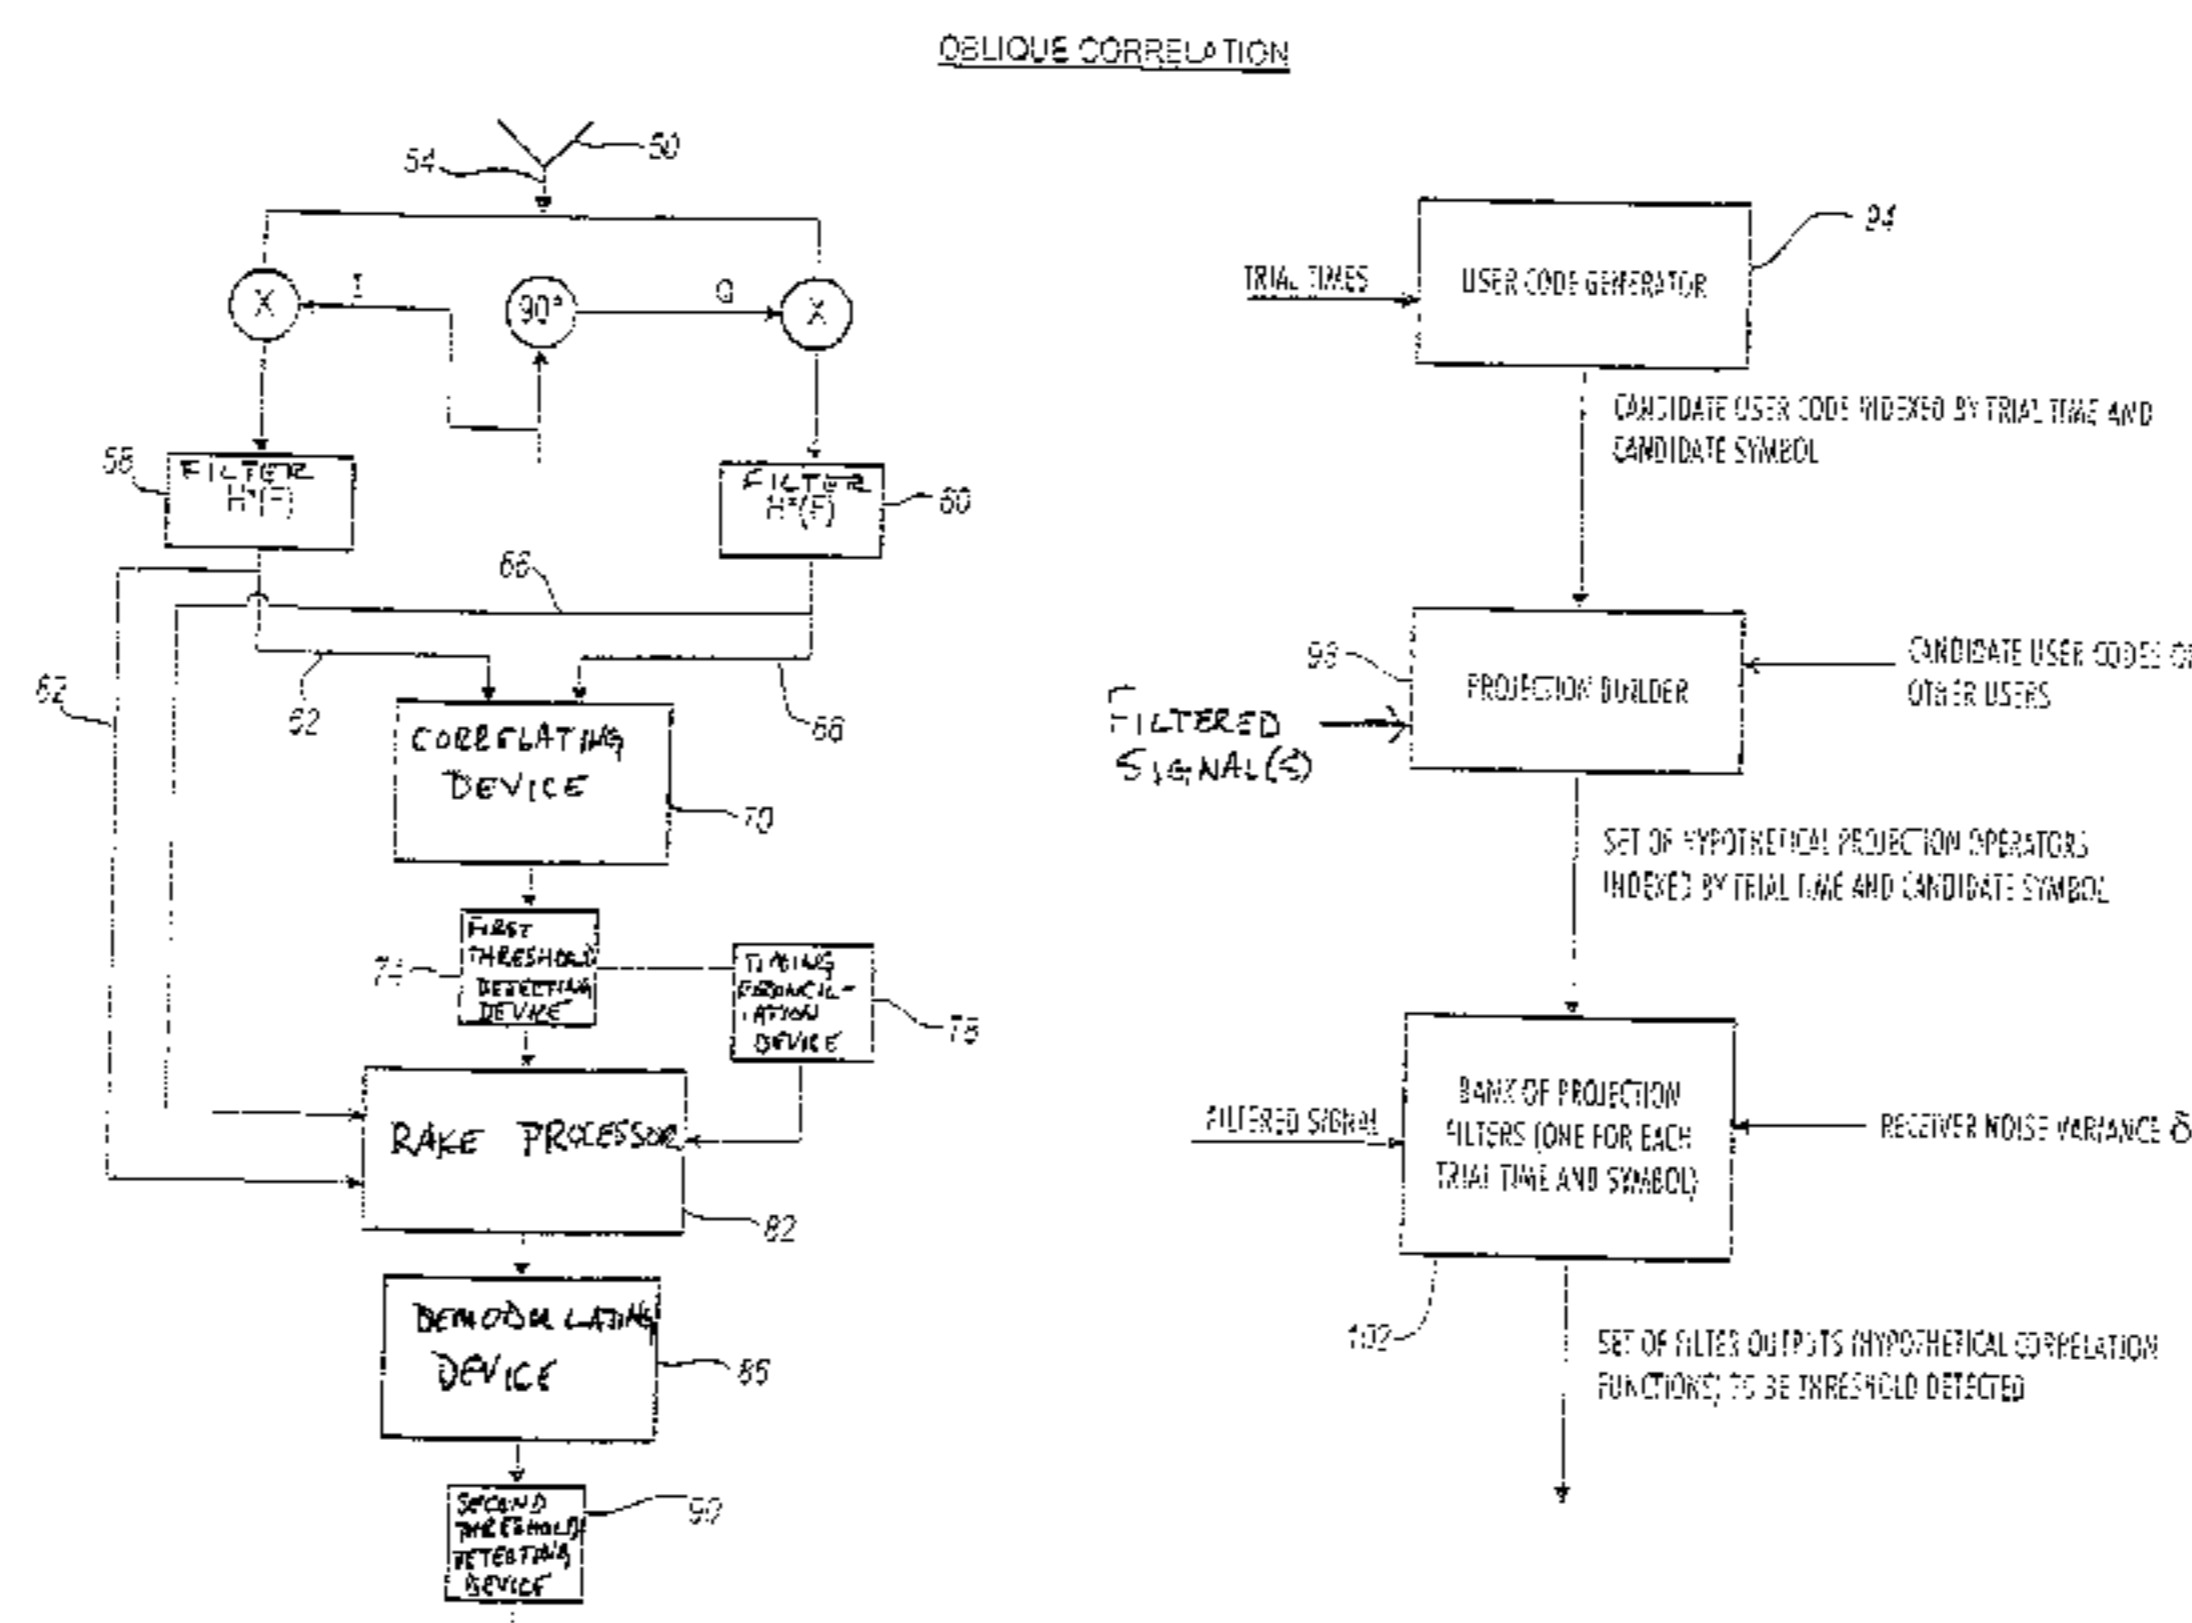 OBLIQUE CORRELATION
50
54
I
Q
X
90°
X
FILTER
H*(F)
58
FILTER
H*(F)
60
66
62
62
66
CORRELATING
DEVICE
70
FIRST
THRESHOLD
DETECTING
DEVICE
74
TIMING
RECONCIL-
IATION
DEVICE
78
RAKE PROCESSOR
82
DEMODULATING
DEVICE
86
SECOND
THRESHOLD
DETECTING
DEVICE
90
TRIAL TIMES
USER CODE GENERATOR
94
CANDIDATE USER CODE INDEXED BY TRIAL TIME AND
CANDIDATE SYMBOL
98
PROJECTION BUILDER
CANDIDATE USER CODES OF
OTHER USERS
FILTERED
SIGNAL(S)
SET OF HYPOTHETICAL PROJECTION OPERATORS
INDEXED BY TRIAL TIME AND CANDIDATE SYMBOL
FILTERED SIGNAL
BANK OF PROJECTION
FILTERS (ONE FOR EACH
TRIAL TIME AND SYMBOL)
RECEIVER NOISE VARIANCE δ
102
SET OF FILTER OUTPUTS (HYPOTHETICAL CORRELATION
FUNCTIONS) TO BE THRESHOLD DETECTED